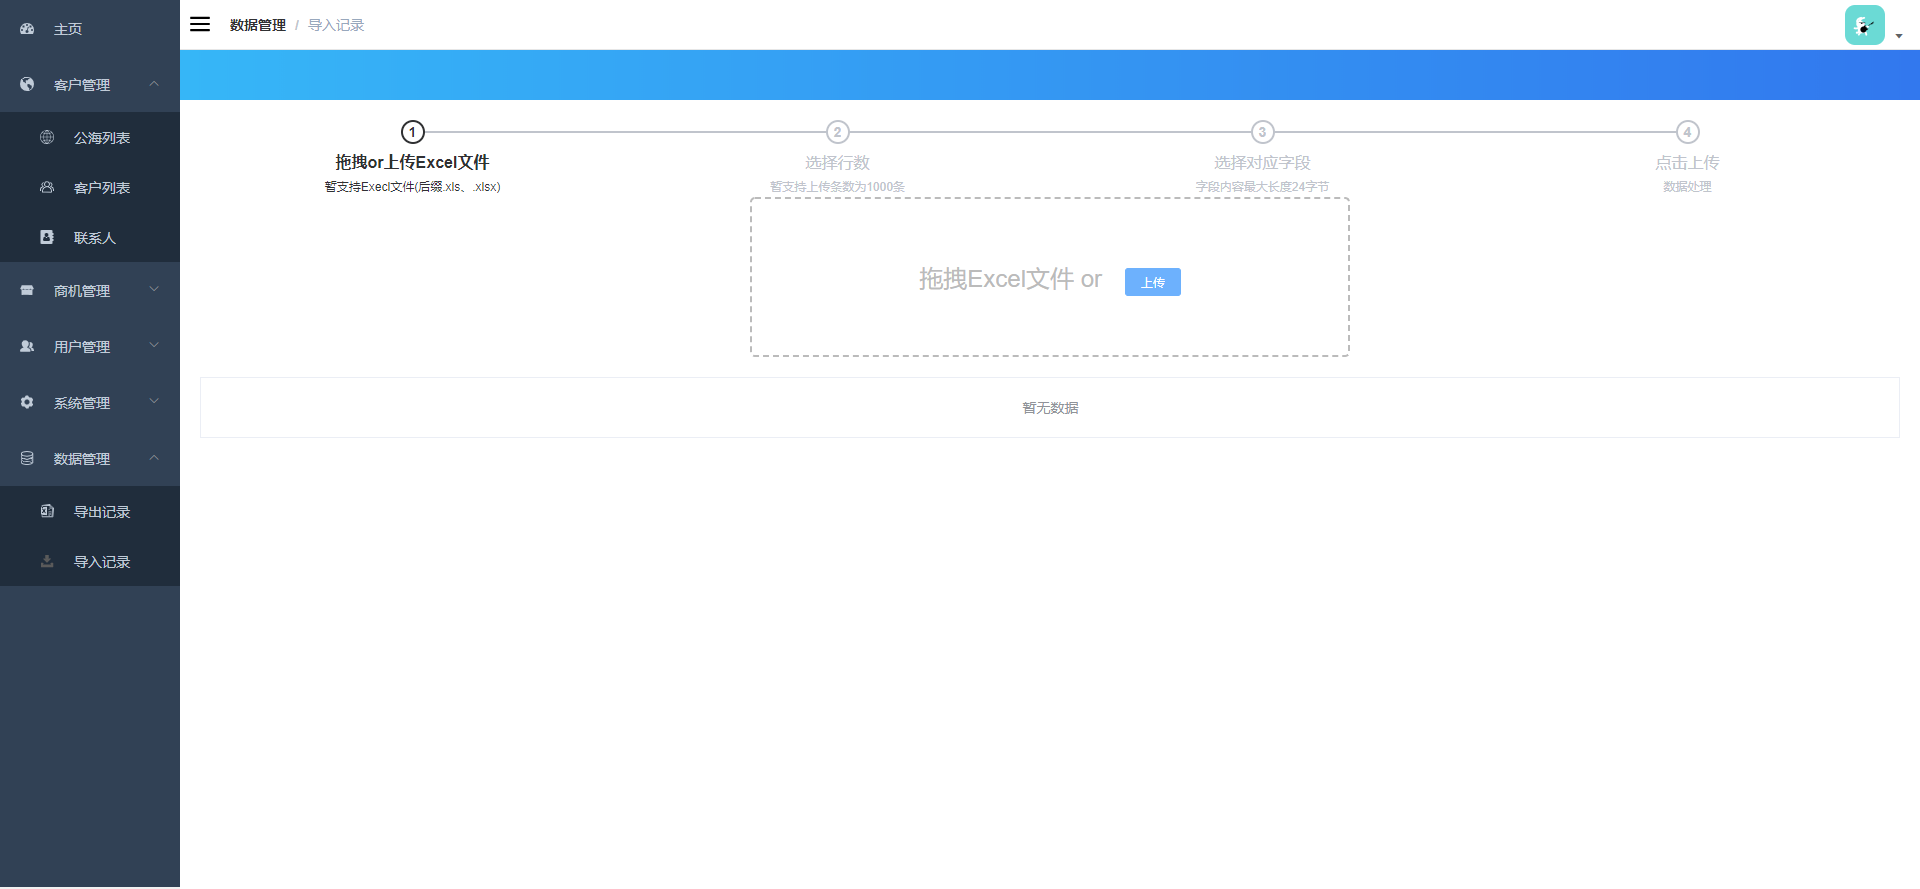 主页
客户管理
公海列表
客户列表
联系人
商机管理
用户管理
系统管理
数据管理
导出记录
导入记录
数据管理 / 导入记录
1
拖拽or上传Excel文件
暂支持Execl文件(后缀.xls、.xlsx)
2
选择行数
暂支持上传条数为1000条
3
选择对应字段
字段内容最大长度24字节
4
点击上传
数据处理
拖拽Excel文件 or 上传
暂无数据